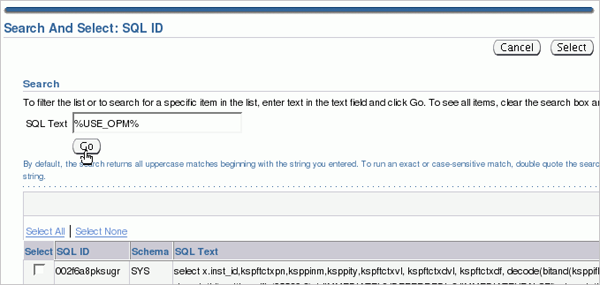 Search And Select: SQL ID
Cancel Select
Search
To filter the list or to search for a specific item in the list, enter text in the text field and click Go. To see all items, clear the search box
SQL Text %USE_OPM%
Go
By default, the search returns all uppercase matches beginning with the string you entered. To run an exact or case-sensitive match, double quote the
string.
Select All | Select None
Select SQL ID Schema SQL Text
002f6a8pksugr SYS select x.inst_id,kspftctxpn,ksppinm,ksppity,kspftctxvl, kspftctxdvl, kspftctxdf, decode(bitand(ksppifl